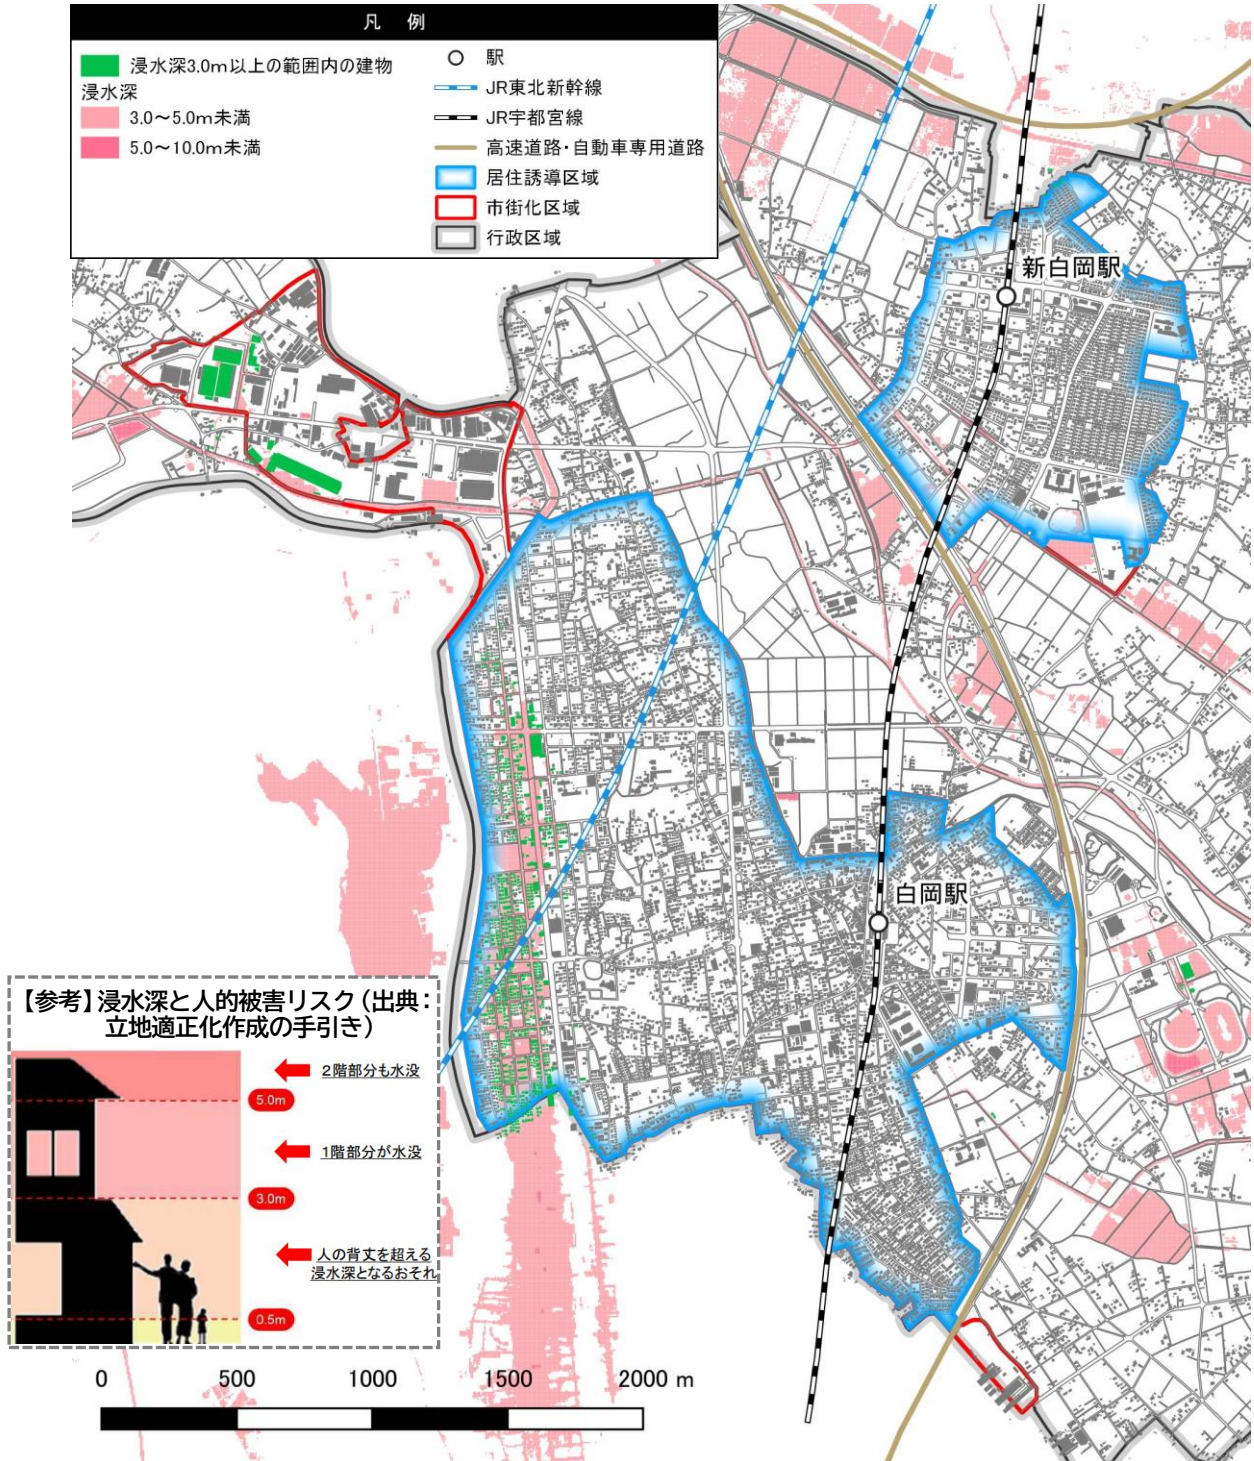 凡 例
浸水深3.0m以上の範囲内の建物
浸水深
3.0～5.0m未満
5.0～10.0m未満
駅
JR東北新幹線
JR宇都宮線
高速道路・自動車専用道路
居住誘導区域
市街化区域
行政区域
新白岡駅
白岡駅
【参考】浸水深と人的被害リスク（出典：
立地適正化作成の手引き）
2階部分も水没
5.0m
1階部分が水没
3.0m
人の背丈を超える
浸水深となるおそれ
0.5m
0 500 1000 1500 2000 m